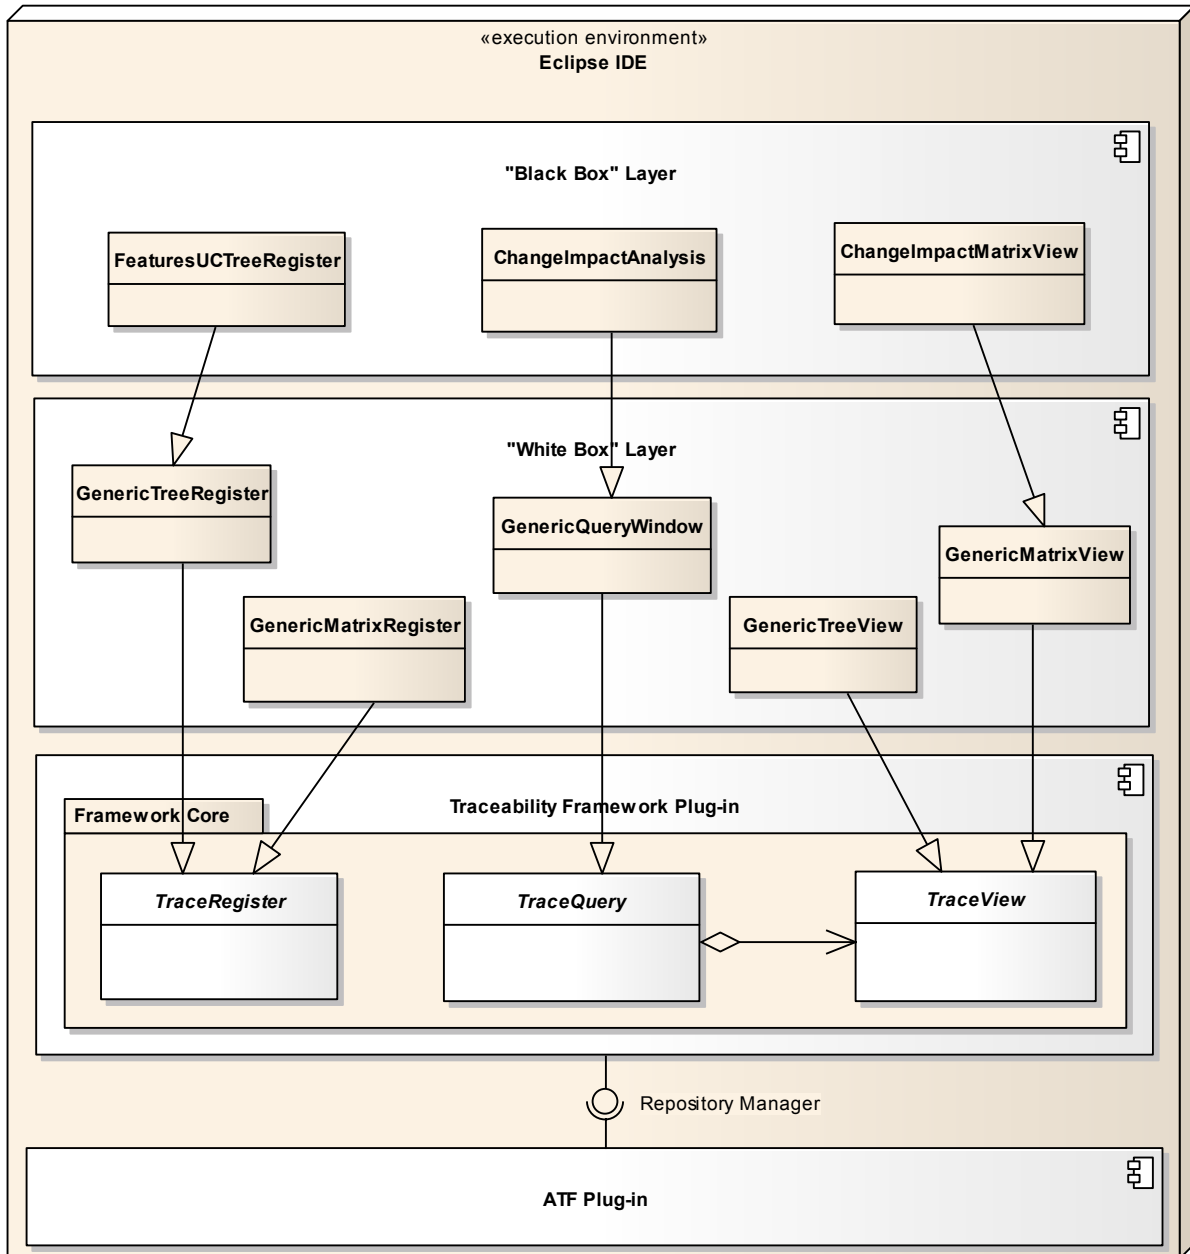 «execution environment»
Eclipse IDE
"Black Box" Layer
FeaturesUCTreeRegister
ChangeImpactAnalysis
ChangeImpactMatrixView
"White Box" Layer
GenericTreeRegister
GenericQueryWindow
GenericMatrixView
GenericMatrixRegister
GenericTreeView
Traceability Framework Plug-in
Framework Core
TraceRegister
TraceQuery
TraceView
Repository Manager
ATF Plug-in